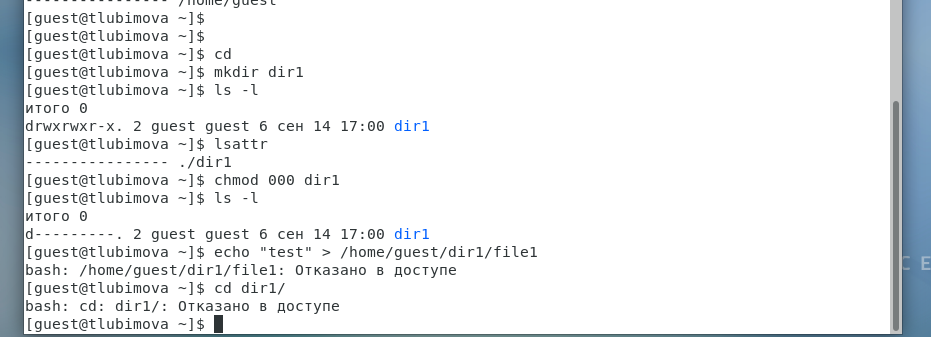 ---------------- /home/guest
[guest@tlubimova ~]$
[guest@tlubimova ~]$
[guest@tlubimova ~]$ cd
[guest@tlubimova ~]$ mkdir dir1
[guest@tlubimova ~]$ ls -l
итого 0
drwxrwxr-x. 2 guest guest 6 сен 14 17:00 dir1
[guest@tlubimova ~]$ lsattr
---------------- ./dir1
[guest@tlubimova ~]$ chmod 000 dir1
[guest@tlubimova ~]$ ls -l
итого 0
d---------. 2 guest guest 6 сен 14 17:00 dir1
[guest@tlubimova ~]$ echo "test" > /home/guest/dir1/file1
bash: /home/guest/dir1/file1: Отказано в доступе
[guest@tlubimova ~]$ cd dir1/
bash: cd: dir1/: Отказано в доступе
[guest@tlubimova ~]$